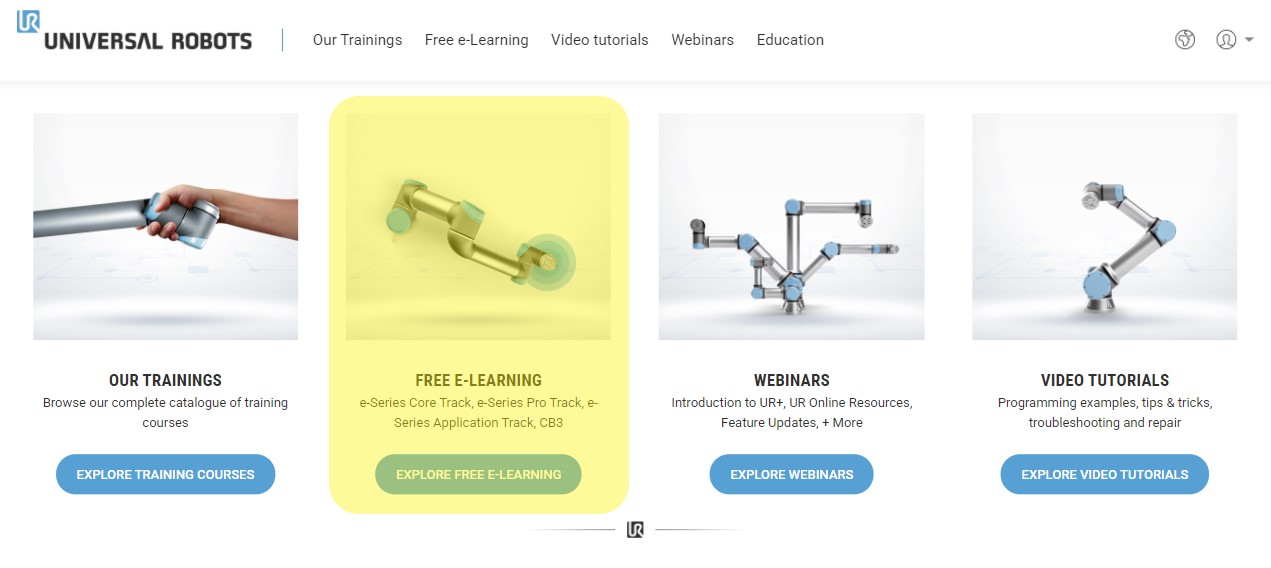 UR
UNIVERSAL ROBOTS
Our Trainings Free e-Learning Video tutorials Webinars Education
OUR TRAININGS
Browse our complete catalogue of training
courses
EXPLORE TRAINING COURSES
FREE E-LEARNING
e-Series Core Track, e-Series Pro Track, e-
Series Application Track, CB3
EXPLORE FREE E-LEARNING
WEBINARS
Introduction to UR+, UR Online Resources,
Feature Updates, + More
EXPLORE WEBINARS
VIDEO TUTORIALS
Programming examples, tips & tricks,
troubleshooting and repair
EXPLORE VIDEO TUTORIALS
UR